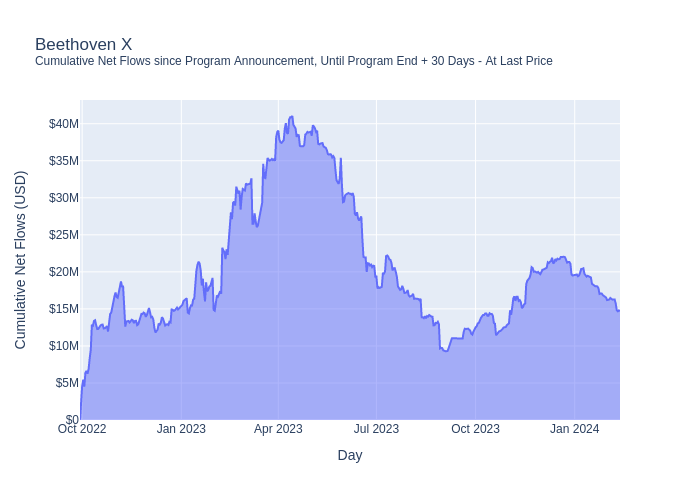 Beethoven X
Cumulative Net Flows since Program Announcement, Until Program End + 30 Days - At Last Price
Cumulative Net Flows (USD)
$40M
$35M
$30M
$25M
$20M
$15M
$10M
$5M
$0
Oct 2022
Jan 2023
Apr 2023
Jul 2023
Oct 2023
Jan 2024
Day